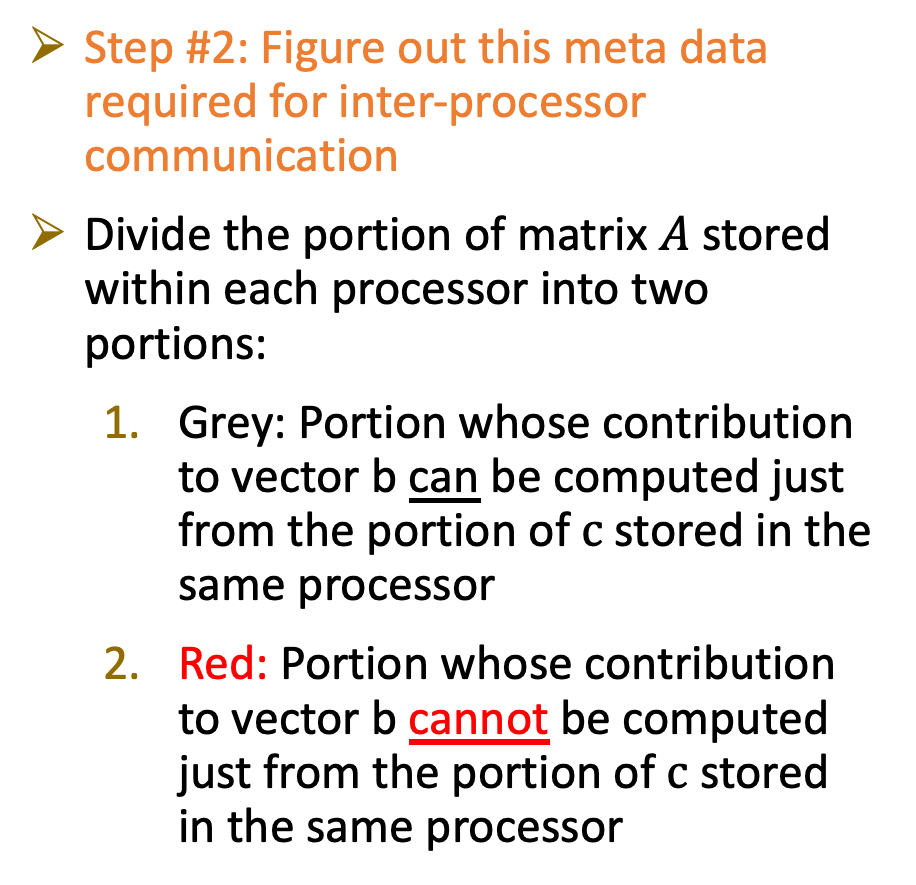 ➢ Step #2: Figure out this meta data
required for inter-processor
communication
➢ Divide the portion of matrix A stored
within each processor into two
portions:
1. Grey: Portion whose contribution
to vector b can be computed just
from the portion of c stored in the
same processor
2. Red: Portion whose contribution
to vector b cannot be computed
just from the portion of c stored
in the same processor